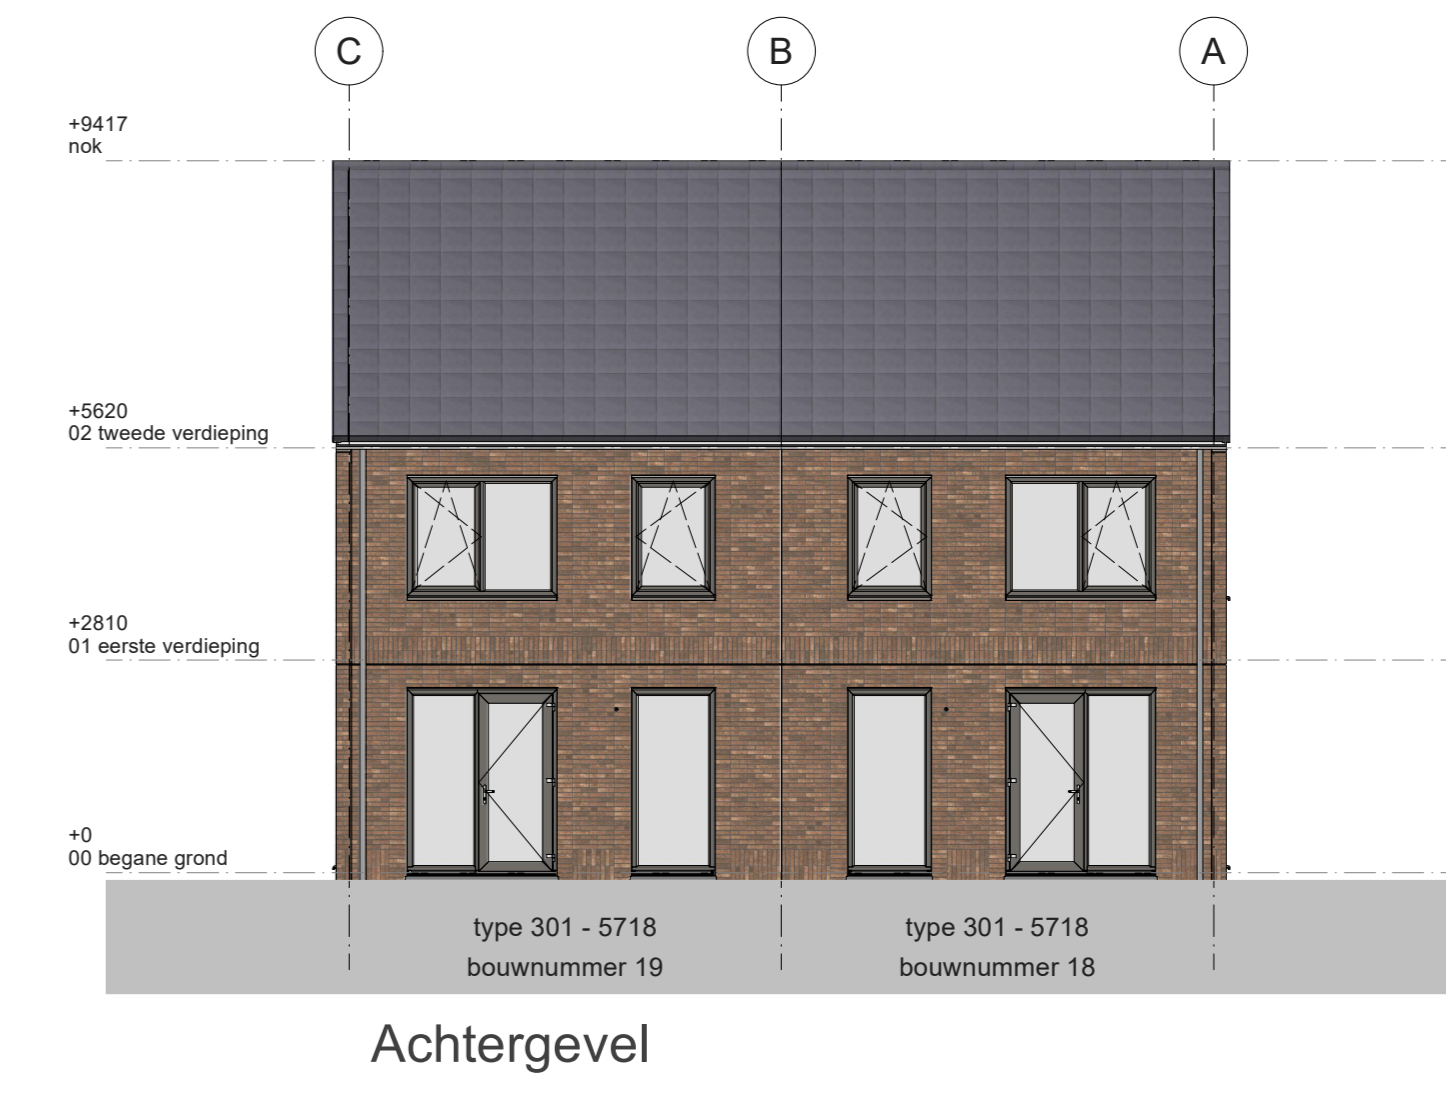 C
B
A
+9417
nok
+5620
02 tweede verdieping
+2810
01 eerste verdieping
+0
00 begane grond
type 301 - 5718
bouwnummer 19
type 301 - 5718
bouwnummer 18
Achtergevel